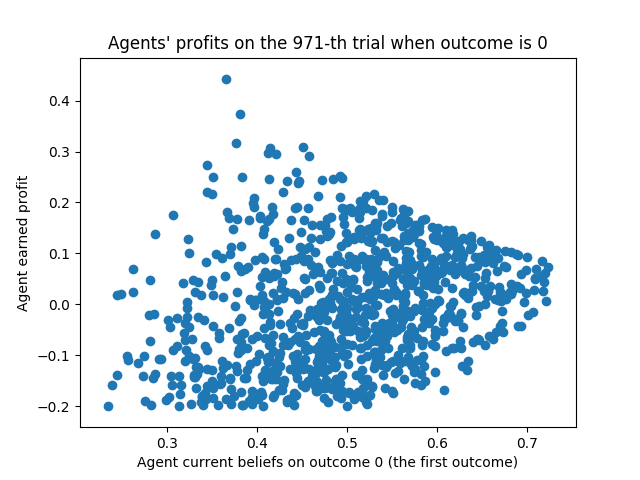 Agents' profits on the 971-th trial when outcome is 0
0.4
0.3
0.2
0.1
0.0
−0.1
−0.2
Agent earned profit
0.3 0.4 0.5 0.6 0.7
Agent current beliefs on outcome 0 (the first outcome)